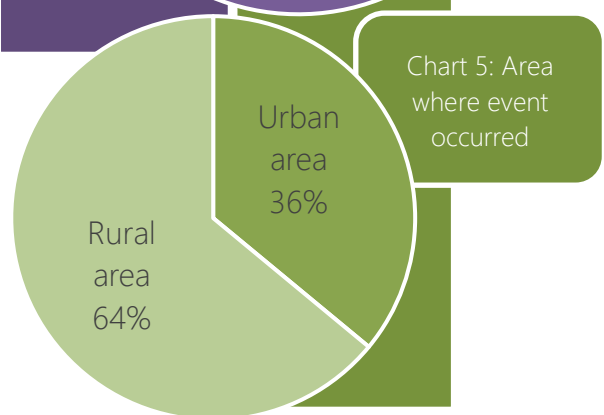 Chart 5: Area
where event
occurred
Urban
area
36%
Rural
area
64%